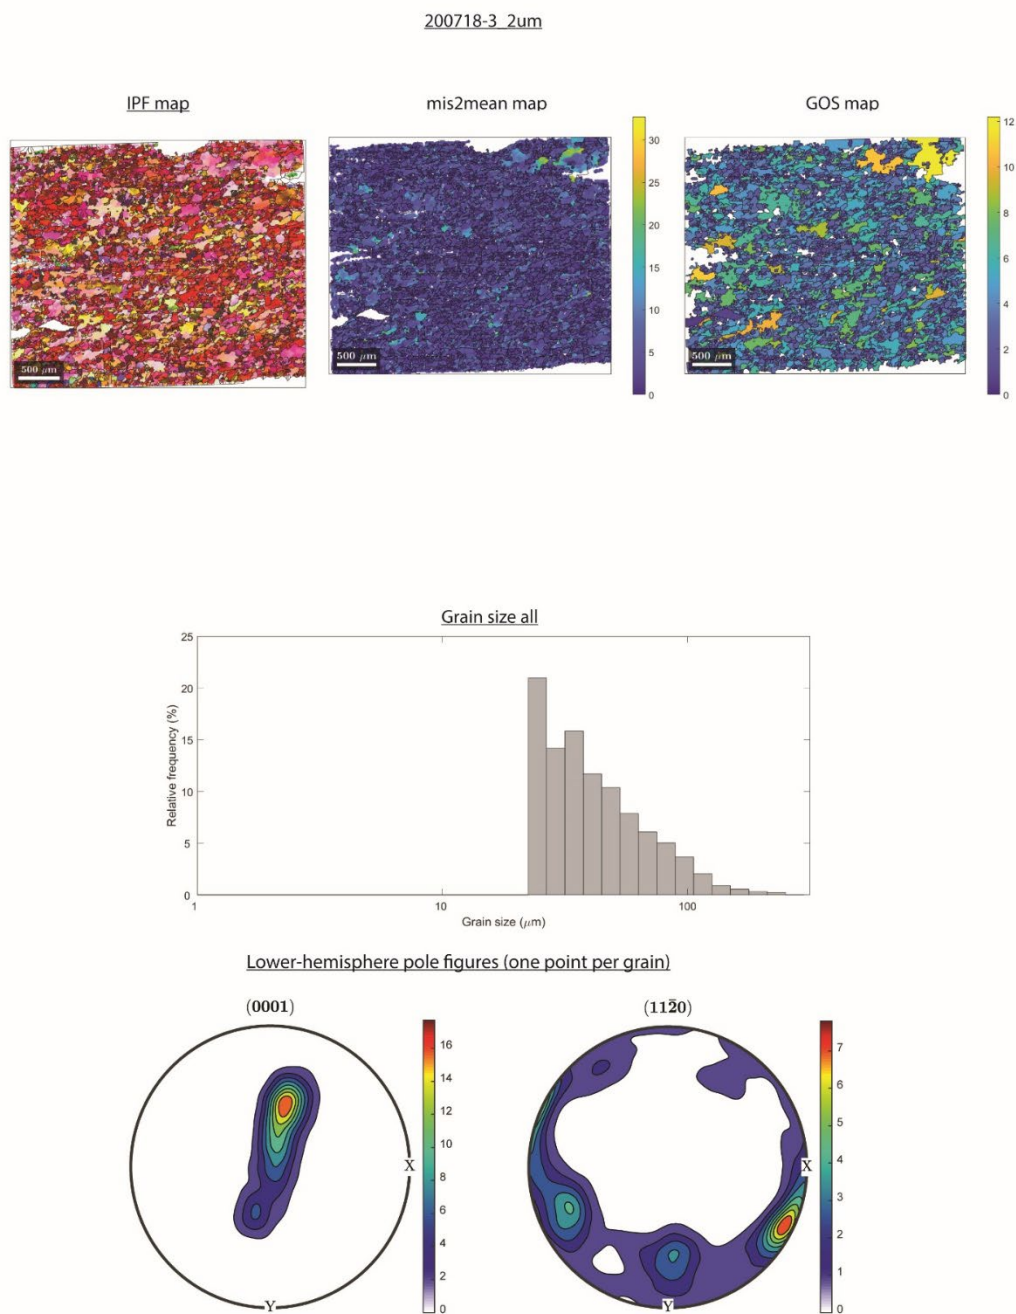 200718-3_2um
IPF map
mis2mean map
GOS map
500 μm
500 μm
30
25
20
15
10
5
0
500 μm
12
10
8
6
4
2
0
Grain size all
25
20
15
10
5
0
Relative frequency (%)
1
10
100
Grain size (μm)
Lower-hemisphere pole figures (one point per grain)
(0001)
X
Y
16
14
12
10
8
6
4
2
0
(112̄0)
X
Y
7
6
5
4
3
2
1
0